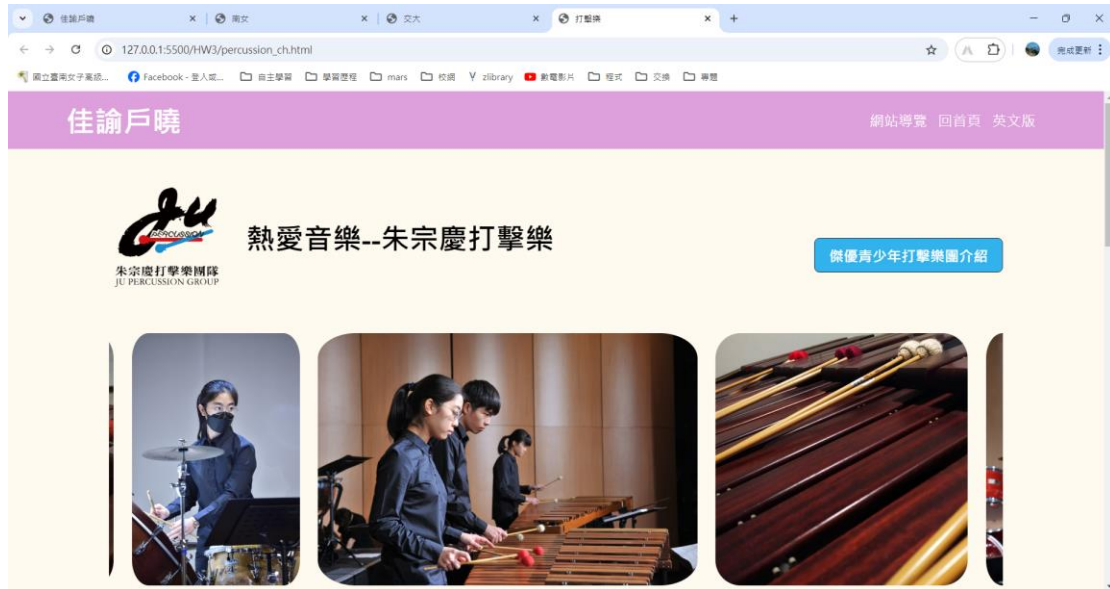 佳諭戶曉
南女
交大
打擊樂
127.0.0.1:5500/HW3/percussion_ch.html
完成更新
國立臺南女子高級...
Facebook - 登入或...
自主學習
學習歷程
mars
校網
zlibrary
數電影片
程式
交換
專題
佳諭戶曉
網站導覽 回首頁 英文版
JU
PERCUSSION
朱宗慶打擊樂團隊
JU PERCUSSION GROUP
熱愛音樂--朱宗慶打擊樂
傑優青少年打擊樂團介紹